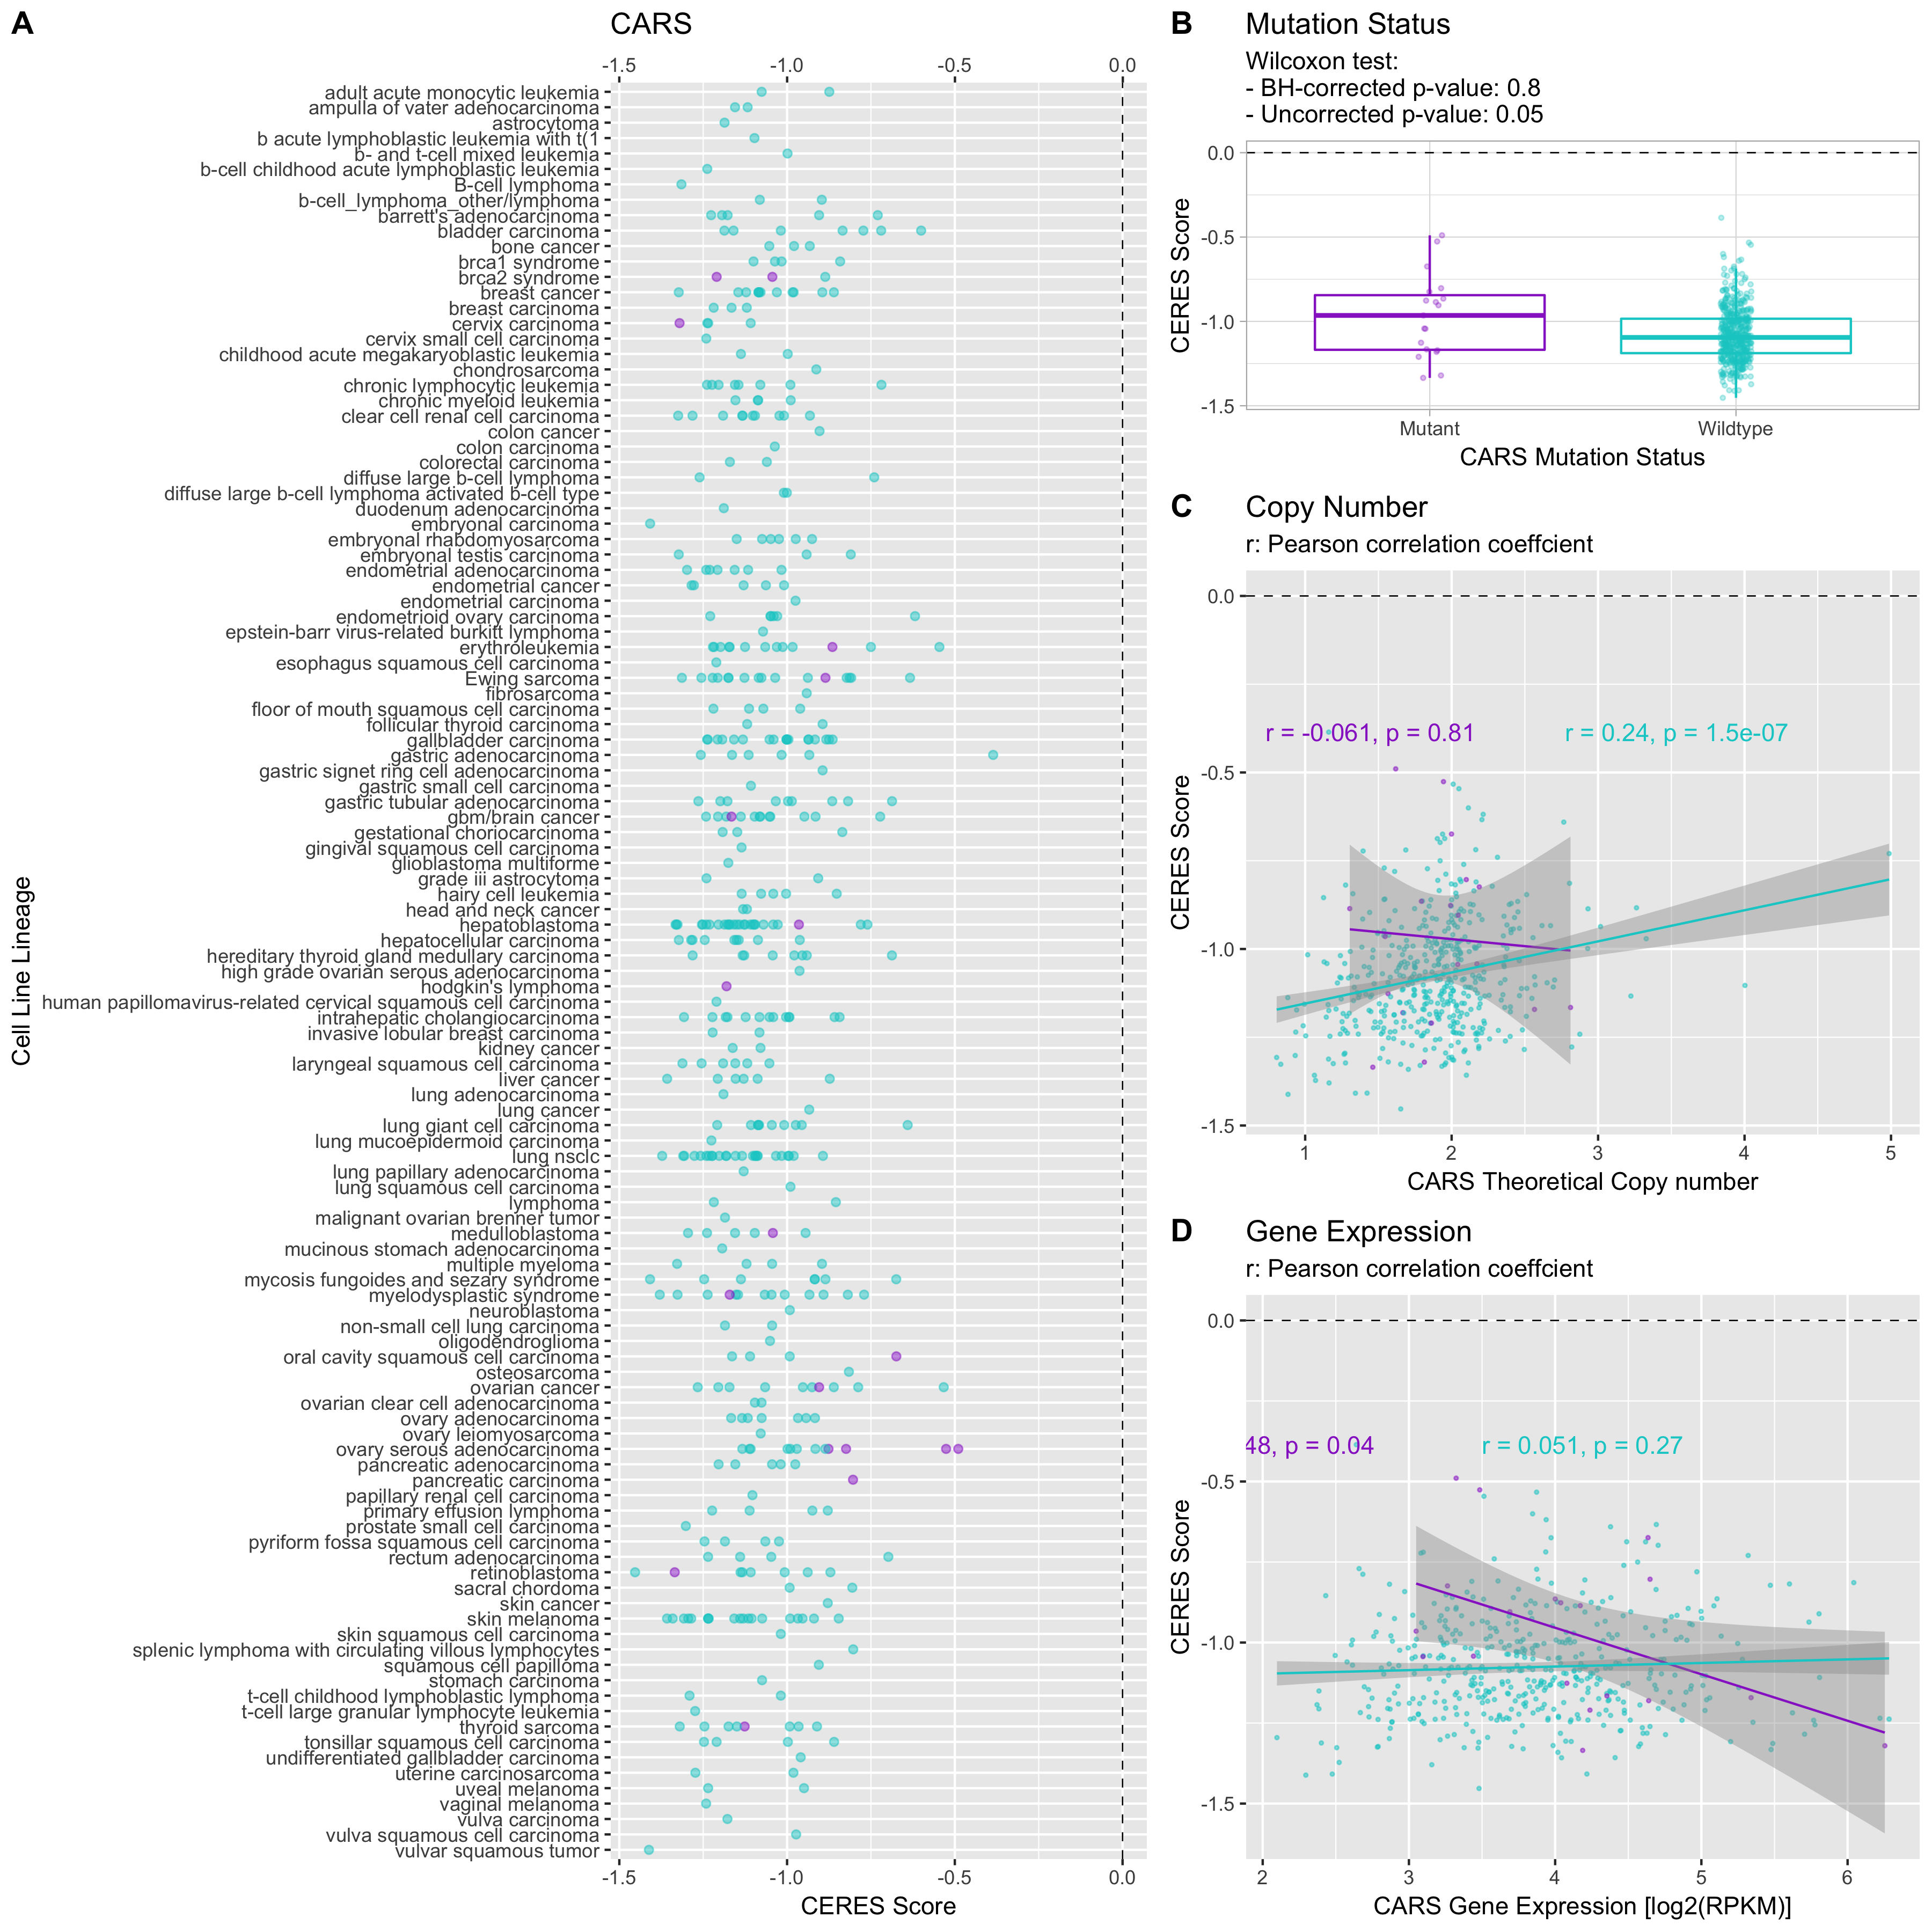 A
CARS
-1.5 -1.0 -0.5 0.0
Cell Line Lineage
adult acute monocytic leukemia
ampulla of vater adenocarcinoma
astrocytoma
b acute lymphoblastic leukemia with t(1
b- and t-cell mixed leukemia
b-cell childhood acute lymphoblastic leukemia
B-cell lymphoma
b-cell_lymphoma_other/lymphoma
barrett's adenocarcinoma
bladder carcinoma
bone cancer
brca1 syndrome
brca2 syndrome
breast cancer
breast carcinoma
cervix carcinoma
cervix small cell carcinoma
childhood acute megakaryoblastic leukemia
chondrosarcoma
chronic lymphocytic leukemia
chronic myeloid leukemia
clear cell renal cell carcinoma
colon cancer
colon carcinoma
colorectal carcinoma
diffuse large b-cell lymphoma
diffuse large b-cell lymphoma activated b-cell type
duodenum adenocarcinoma
embryonal carcinoma
embryonal rhabdomyosarcoma
embryonal testis carcinoma
endometrial adenocarcinoma
endometrial cancer
endometrial carcinoma
endometrioid ovary carcinoma
epstein-barr virus-related burkitt lymphoma
erythroleukemia
esophagus squamous cell carcinoma
Ewing sarcoma
fibrosarcoma
floor of mouth squamous cell carcinoma
follicular thyroid carcinoma
gallbladder carcinoma
gastric adenocarcinoma
gastric signet ring cell adenocarcinoma
gastric small cell carcinoma
gastric tubular adenocarcinoma
gbm/brain cancer
gestational choriocarcinoma
gingival squamous cell carcinoma
glioblastoma multiforme
grade iii astrocytoma
hairy cell leukemia
head and neck cancer
hepatoblastoma
hepatocellular carcinoma
hereditary thyroid gland medullary carcinoma
high grade ovarian serous adenocarcinoma
hodgkin's lymphoma
human papillomavirus-related cervical squamous cell carcinoma
intrahepatic cholangiocarcinoma
invasive lobular breast carcinoma
kidney cancer
laryngeal squamous cell carcinoma
liver cancer
lung adenocarcinoma
lung cancer
lung giant cell carcinoma
lung mucoepidermoid carcinoma
lung nsclc
lung papillary adenocarcinoma
lung squamous cell carcinoma
lymphoma
malignant ovarian brenner tumor
medulloblastoma
mucinous stomach adenocarcinoma
multiple myeloma
mycosis fungoides and sezary syndrome
myelodysplastic syndrome
neuroblastoma
non-small cell lung carcinoma
oligodendroglioma
oral cavity squamous cell carcinoma
osteosarcoma
ovarian cancer
ovarian clear cell adenocarcinoma
ovary adenocarcinoma
ovary leiomyosarcoma
ovary serous adenocarcinoma
pancreatic adenocarcinoma
pancreatic carcinoma
papillary renal cell carcinoma
primary effusion lymphoma
prostate small cell carcinoma
pyriform fossa squamous cell carcinoma
rectum adenocarcinoma
retinoblastoma
sacral chordoma
skin cancer
skin melanoma
skin squamous cell carcinoma
splenic lymphoma with circulating villous lymphocytes
squamous cell papilloma
stomach carcinoma
t-cell childhood lymphoblastic lymphoma
t-cell large granular lymphocyte leukemia
thyroid sarcoma
tonsillar squamous cell carcinoma
undifferentiated gallbladder carcinoma
uterine carcinosarcoma
uveal melanoma
vaginal melanoma
vulva carcinoma
vulva squamous cell carcinoma
vulvar squamous tumor
-1.5 -1.0 -0.5 0.0
CERES Score
B
Mutation Status
Wilcoxon test:
- BH-corrected p-value: 0.8
- Uncorrected p-value: 0.05
CERES Score
0.0
-0.5
-1.0
-1.5
Mutant Wildtype
CARS Mutation Status
C
Copy Number
r: Pearson correlation coeffcient
CERES Score
0.0
-0.5
-1.0
-1.5
r = -0.061, p = 0.81
r = 0.24, p = 1.5e-07
1 2 3 4 5
CARS Theoretical Copy number
D
Gene Expression
r: Pearson correlation coeffcient
CERES Score
0.0
-0.5
-1.0
-1.5
48, p = 0.04
r = 0.051, p = 0.27
2 3 4 5 6
CARS Gene Expression [log2(RPKM)]